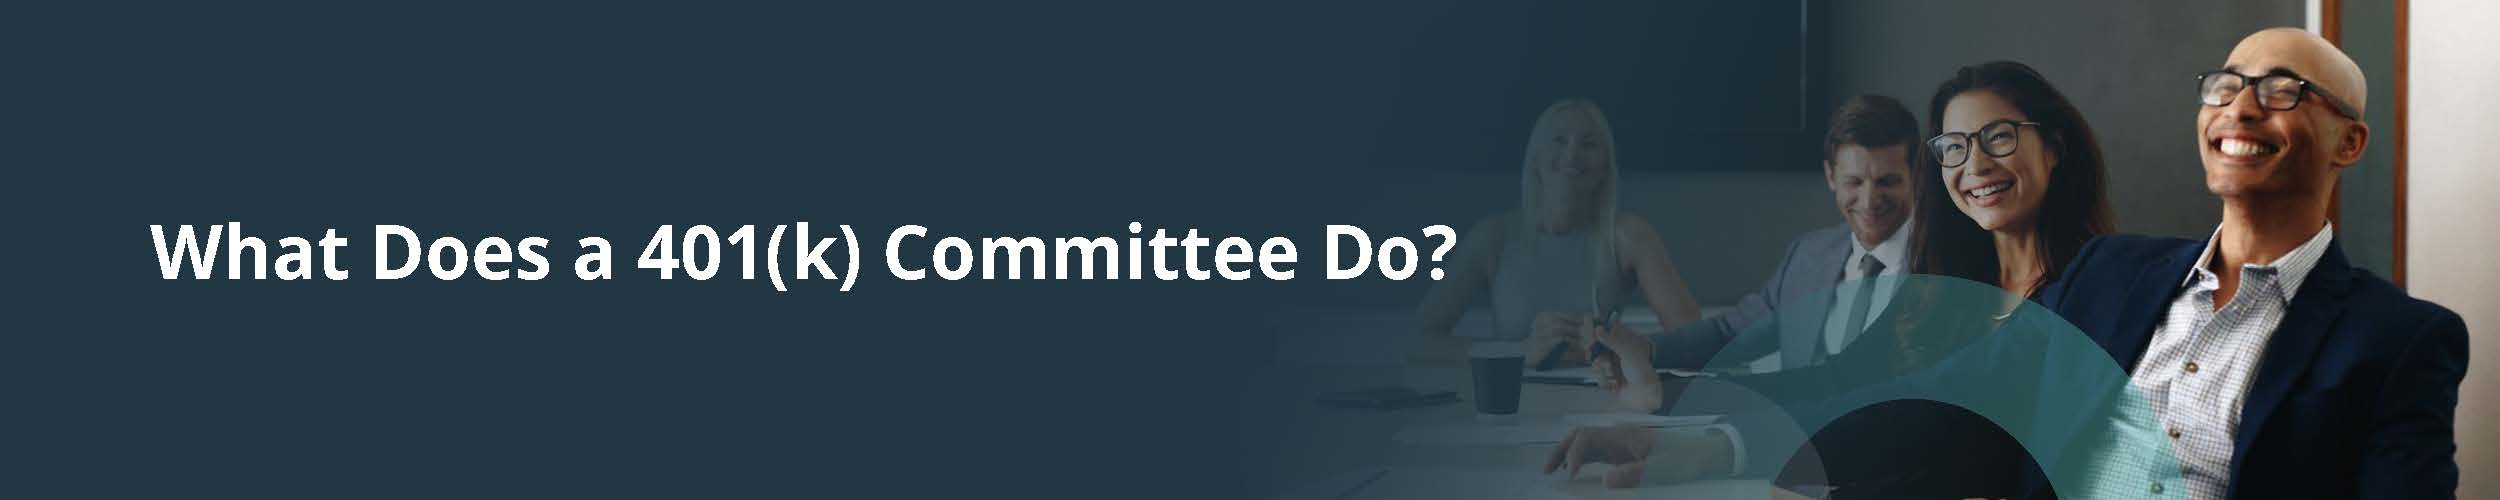 What Does a 401(k) Committee Do?